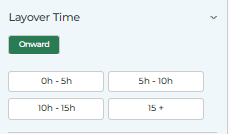 Layover Time
Onward
0h - 5h
5h - 10h
10h - 15h
15 +